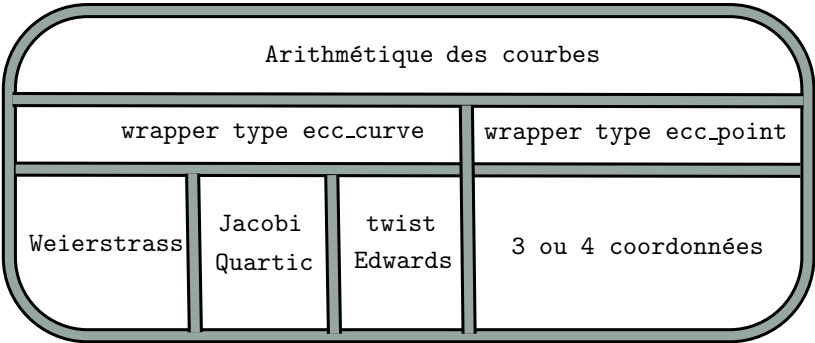 Arithmétique des courbes
wrapper type ecc_curve
wrapper type ecc_point
Weierstrass
Jacobi
Quartic
twist
Edwards
3 ou 4 coordonnées